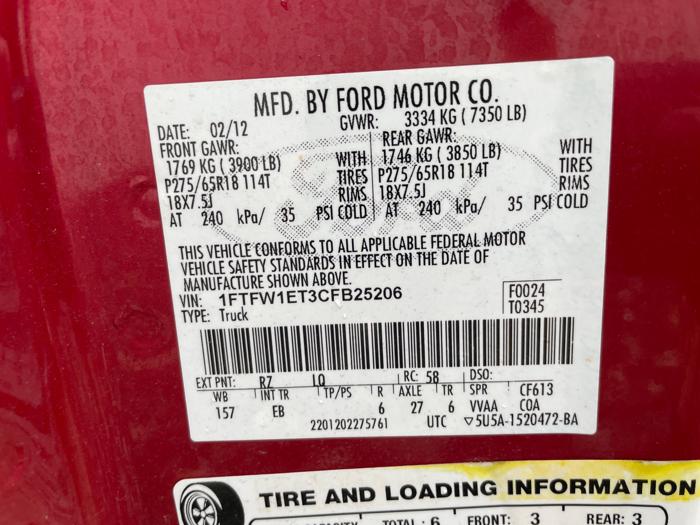 MFD. BY FORD MOTOR CO.
DATE: 02/12 GVWR: 3334 KG ( 7350 LB)
FRONT GAWR: REAR GAWR:
1769 KG ( 3900 LB) WITH 1746 KG ( 3850 LB) WITH
P275/65R18 114T TIRES P275/65R18 114T TIRES
18X7.5J RIMS 18X7.5J RIMS
AT 240 kPa/ 35 PSI COLD AT 240 kPa/ 35 PSI COLD
Ford
THIS VEHICLE CONFORMS TO ALL APPLICABLE FEDERAL MOTOR
VEHICLE SAFETY STANDARDS IN EFFECT ON THE DATE OF
MANUFACTURE SHOWN ABOVE.
VIN: 1FTFW1ET3CFB25206 F0024
TYPE: Truck T0345
EXT PNT: RZ LQ RC: 58 DSO:
WB INT TR TP/PS R AXLE TR SPR CF613
157 EB 6 27 6 VVAA COA
2201202275761 UTC ▽5U5A-1520472-BA
TIRE AND LOADING INFORMATION
TOTAL : 6 FRONT: 3 REAR: 3